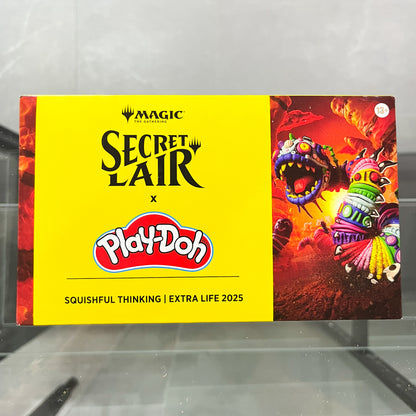 MAGIC
THE GATHERING
SECRET
LAIR
x
Play-Doh
SQUISHFUL THINKING | EXTRA LIFE 2025
13+